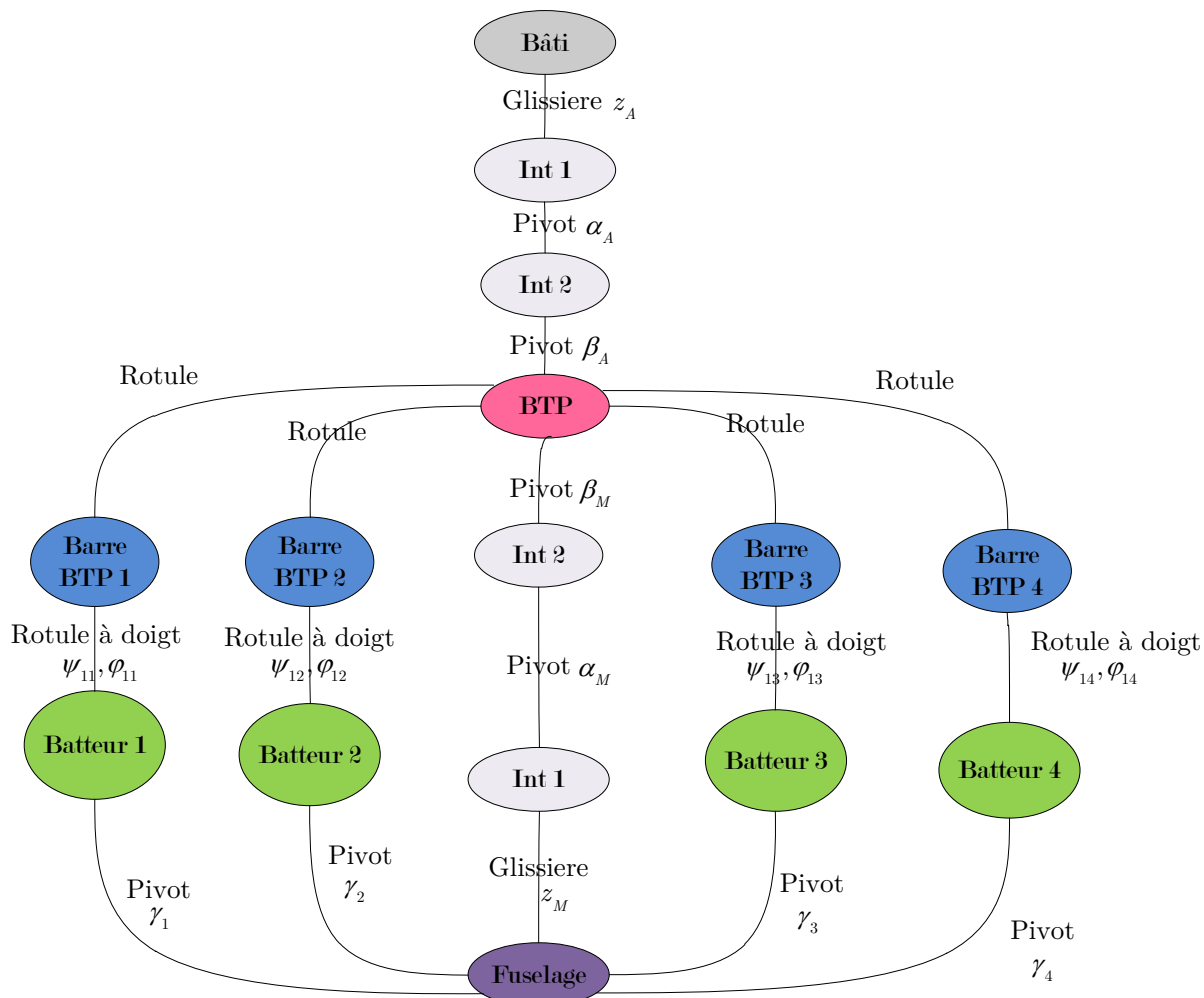 Bâti
Glissiere z_A
Int 1
Pivot α_A
Int 2
Pivot β_A
Rotule
Rotule
BTP
Rotule
Rotule
Pivot β_M
Barre
BTP 1
Barre
BTP 2
Int 2
Barre
BTP 3
Barre
BTP 4
Rotule à doigt
ψ_11, φ_11
Rotule à doigt
ψ_12, φ_12
Pivot α_M
Rotule à doigt
ψ_13, φ_13
Rotule à doigt
ψ_14, φ_14
Batteur 1
Batteur 2
Int 1
Batteur 3
Batteur 4
Pivot
γ_1
Pivot
γ_2
Glissiere
z_M
Pivot
γ_3
Pivot
γ_4
Fuselage